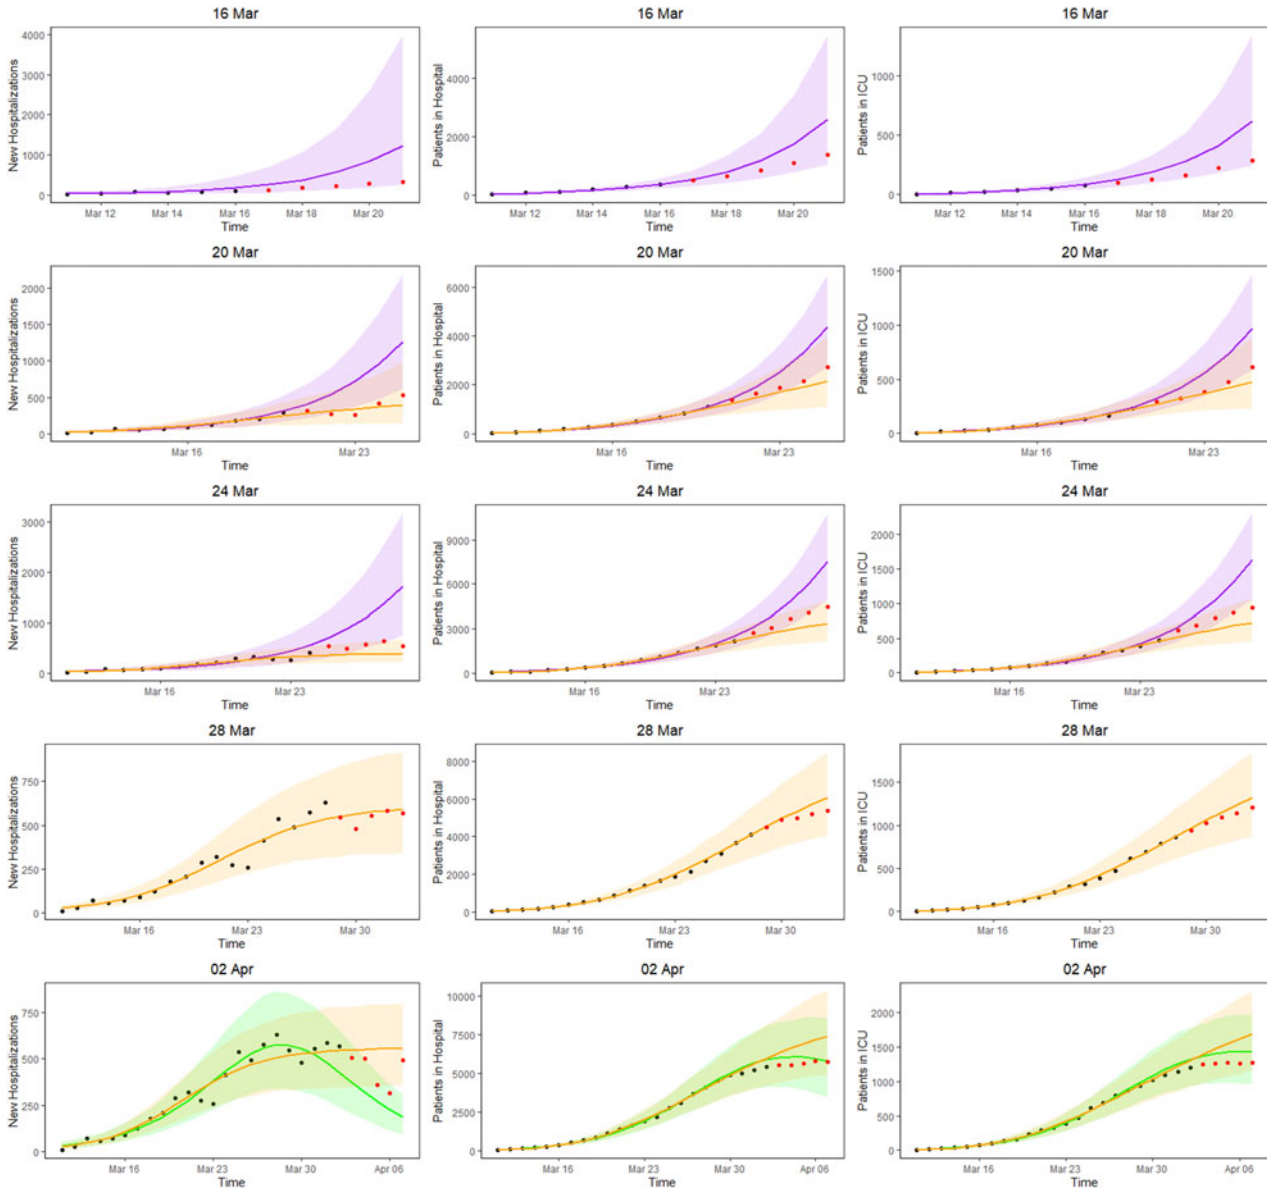 16 Mar
New Hospitalizations
4000
3000
2000
1000
0
Mar 12 Mar 14 Mar 16 Mar 18 Mar 20
Time
16 Mar
Patients in Hospital
4000
2000
0
Mar 12 Mar 14 Mar 16 Mar 18 Mar 20
Time
16 Mar
Patients in ICU
1000
500
0
Mar 12 Mar 14 Mar 16 Mar 18 Mar 20
Time
20 Mar
New Hospitalizations
2000
1500
1000
500
0
Mar 16 Mar 23
Time
20 Mar
Patients in Hospital
6000
4000
2000
0
Mar 16 Mar 23
Time
20 Mar
Patients in ICU
1500
1000
500
0
Mar 16 Mar 23
Time
24 Mar
New Hospitalizations
3000
2000
1000
0
Mar 16 Mar 23
Time
24 Mar
Patients in Hospital
9000
6000
3000
0
Mar 16 Mar 23
Time
24 Mar
Patients in ICU
2000
1500
1000
500
0
Mar 16 Mar 23
Time
28 Mar
New Hospitalizations
750
500
250
0
Mar 16 Mar 23 Mar 30
Time
28 Mar
Patients in Hospital
8000
6000
4000
2000
0
Mar 16 Mar 23 Mar 30
Time
28 Mar
Patients in ICU
1500
1000
500
0
Mar 16 Mar 23 Mar 30
Time
02 Apr
New Hospitalizations
750
500
250
0
Mar 16 Mar 23 Mar 30 Apr 06
Time
02 Apr
Patients in Hospital
10000
7500
5000
2500
0
Mar 16 Mar 23 Mar 30 Apr 06
Time
02 Apr
Patients in ICU
2000
1500
1000
500
0
Mar 16 Mar 23 Mar 30 Apr 06
Time